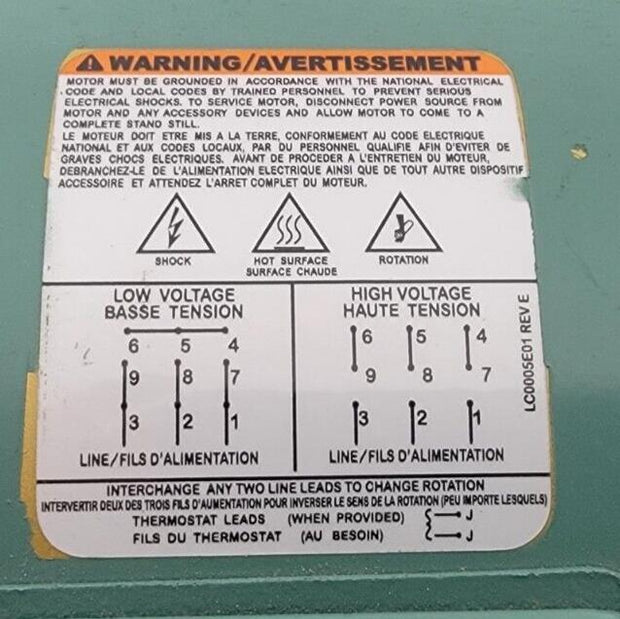 WARNING/AVERTISSEMENT
MOTOR MUST BE GROUNDED IN ACCORDANCE WITH THE NATIONAL ELECTRICAL
CODE AND LOCAL CODES BY TRAINED PERSONNEL TO PREVENT SERIOUS
ELECTRICAL SHOCKS. TO SERVICE MOTOR, DISCONNECT POWER SOURCE FROM
MOTOR AND ANY ACCESSORY DEVICES AND ALLOW MOTOR TO COME TO A
COMPLETE STAND STILL.
LE MOTEUR DOIT ETRE MIS A LA TERRE, CONFORMEMENT AU CODE ELECTRIQUE
NATIONAL ET AUX CODES LOCAUX, PAR DU PERSONNEL QUALIFIE AFIN D'EVITER DE
GRAVES CHOCS ELECTRIQUES. AVANT DE PROCEDER A L'ENTRETIEN DU MOTEUR,
DEBRANCHEZ-LE DE L'ALIMENTATION ELECTRIQUE AINSI QUE DE TOUT AUTRE DISPOSITIF
ACCESSOIRE ET ATTENDEZ L'ARRET COMPLET DU MOTEUR.
SHOCK
HOT SURFACE
SURFACE CHAUDE
ROTATION
LOW VOLTAGE
BASSE TENSION
6 5 4
9 8 7
3 2 1
LINE/FILS D'ALIMENTATION
HIGH VOLTAGE
HAUTE TENSION
6 5 4
9 8 7
3 2 1
LINE/FILS D'ALIMENTATION
LC0005E01 REV E
INTERCHANGE ANY TWO LINE LEADS TO CHANGE ROTATION
INTERVERTIR DEUX DES TROIS FILS D'AUMENTATION POUR INVERSER LE SENS DE LA ROTATION (PEU IMPORTE LESQUELS)
THERMOSTAT LEADS (WHEN PROVIDED) J
FILS DU THERMOSTAT (AU BESOIN) J